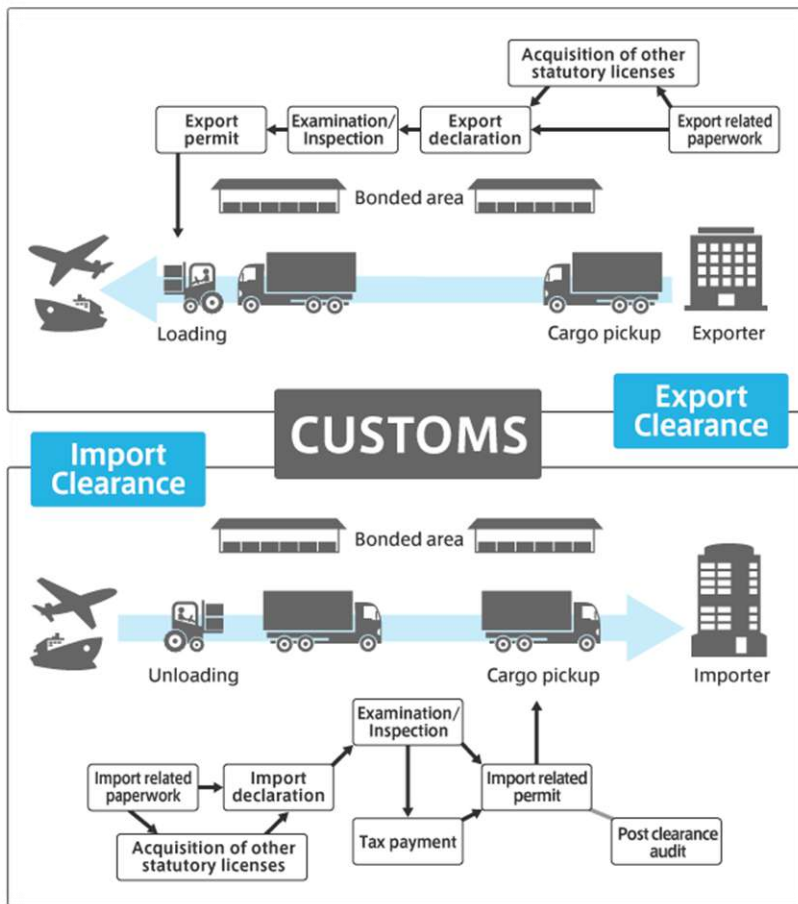 Acquisition of other
statutory licenses
Export
permit
Examination/
Inspection
Export
declaration
Export related
paperwork
Bonded area
Loading
Cargo pickup
Exporter
Export
Clearance
CUSTOMS
Import
Clearance
Bonded area
Unloading
Cargo pickup
Importer
Examination/
Inspection
Import related
paperwork
Import
declaration
Import related
permit
Acquisition of other
statutory licenses
Tax payment
Post clearance
audit